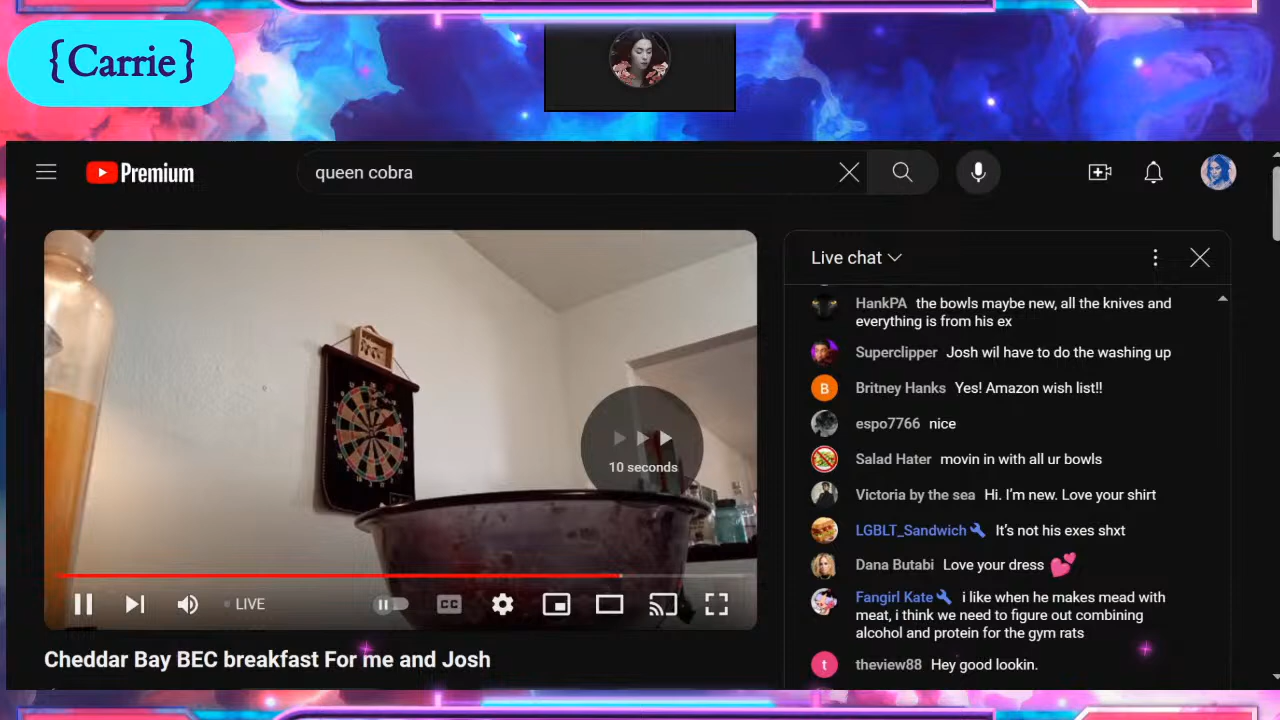 {Carrie}
Premium
queen cobra
Live chat
HankPA the bowls maybe new, all the knives and
everything is from his ex
Superclipper Josh wil have to do the washing up
B
Britney Hanks Yes! Amazon wish list!!
espo7766 nice
Salad Hater movin in with all ur bowls
10 seconds
Victoria by the sea Hi. I'm new. Love your shirt
LGBLT_Sandwich It's not his exes shxt
Dana Butabi Love your dress
LIVE
CC
Fangirl Kate i like when he makes mead with
meat, i think we need to figure out combining
alcohol and protein for the gym rats
Cheddar Bay BEC breakfast For me and Josh
t
theview88 Hey good lookin.